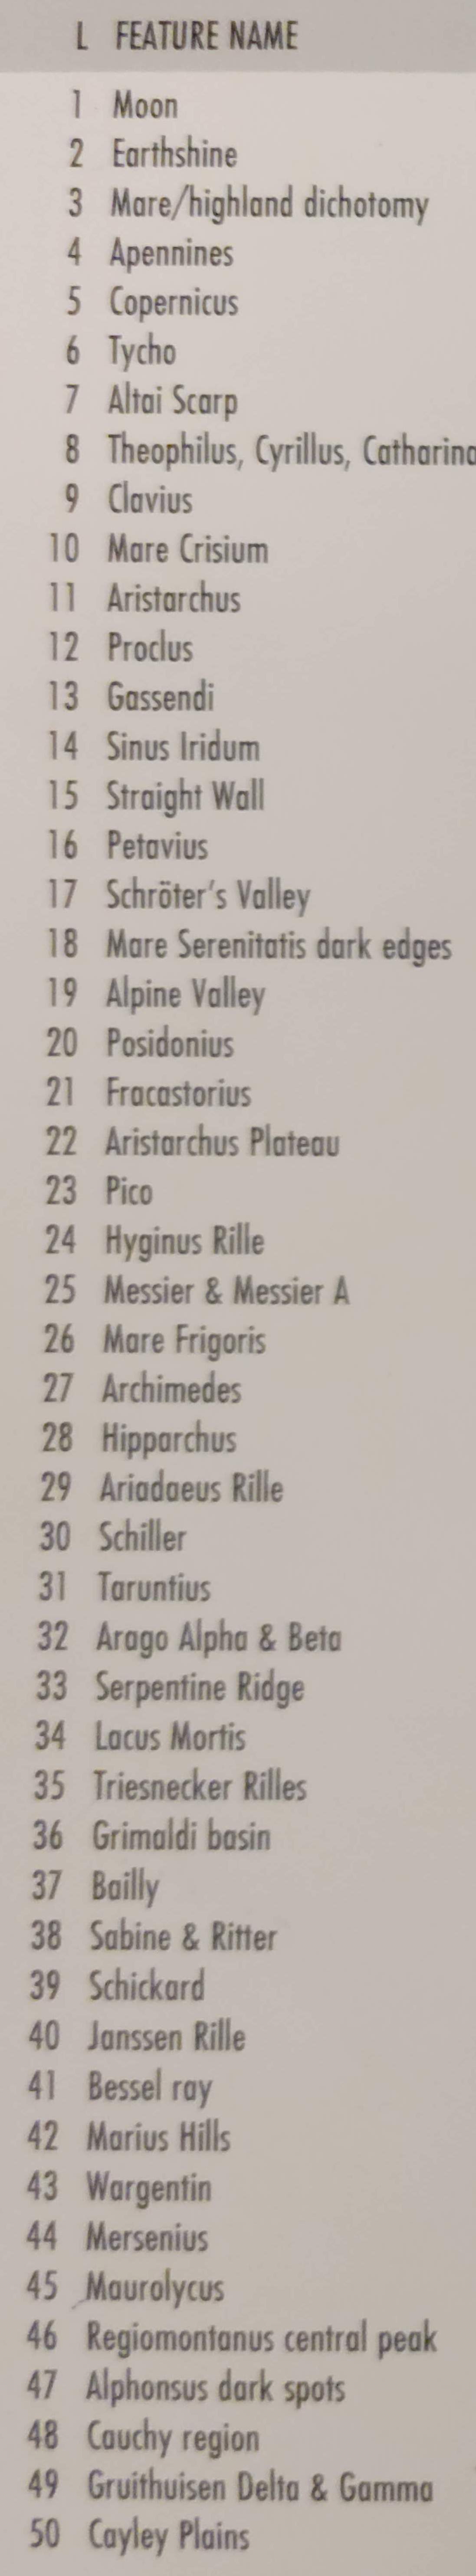 L FEATURE NAME
1 Moon
2 Earthshine
3 Mare/highland dichotomy
4 Apennines
5 Copernicus
6 Tycho
7 Altai Scarp
8 Theophilus, Cyrillus, Catharina
9 Clavius
10 Mare Crisium
11 Aristarchus
12 Proclus
13 Gassendi
14 Sinus Iridum
15 Straight Wall
16 Petavius
17 Schröter's Valley
18 Mare Serenitatis dark edges
19 Alpine Valley
20 Posidonius
21 Fracastorius
22 Aristarchus Plateau
23 Pico
24 Hyginus Rille
25 Messier & Messier A
26 Mare Frigoris
27 Archimedes
28 Hipparchus
29 Ariadaeus Rille
30 Schiller
31 Taruntius
32 Arago Alpha & Beta
33 Serpentine Ridge
34 Lacus Mortis
35 Triesnecker Rilles
36 Grimaldi basin
37 Bailly
38 Sabine & Ritter
39 Schickard
40 Janssen Rille
41 Bessel ray
42 Marius Hills
43 Wargentin
44 Mersenius
45 Maurolycus
46 Regiomontanus central peak
47 Alphonsus dark spots
48 Cauchy region
49 Gruithuisen Delta & Gamma
50 Cayley Plains